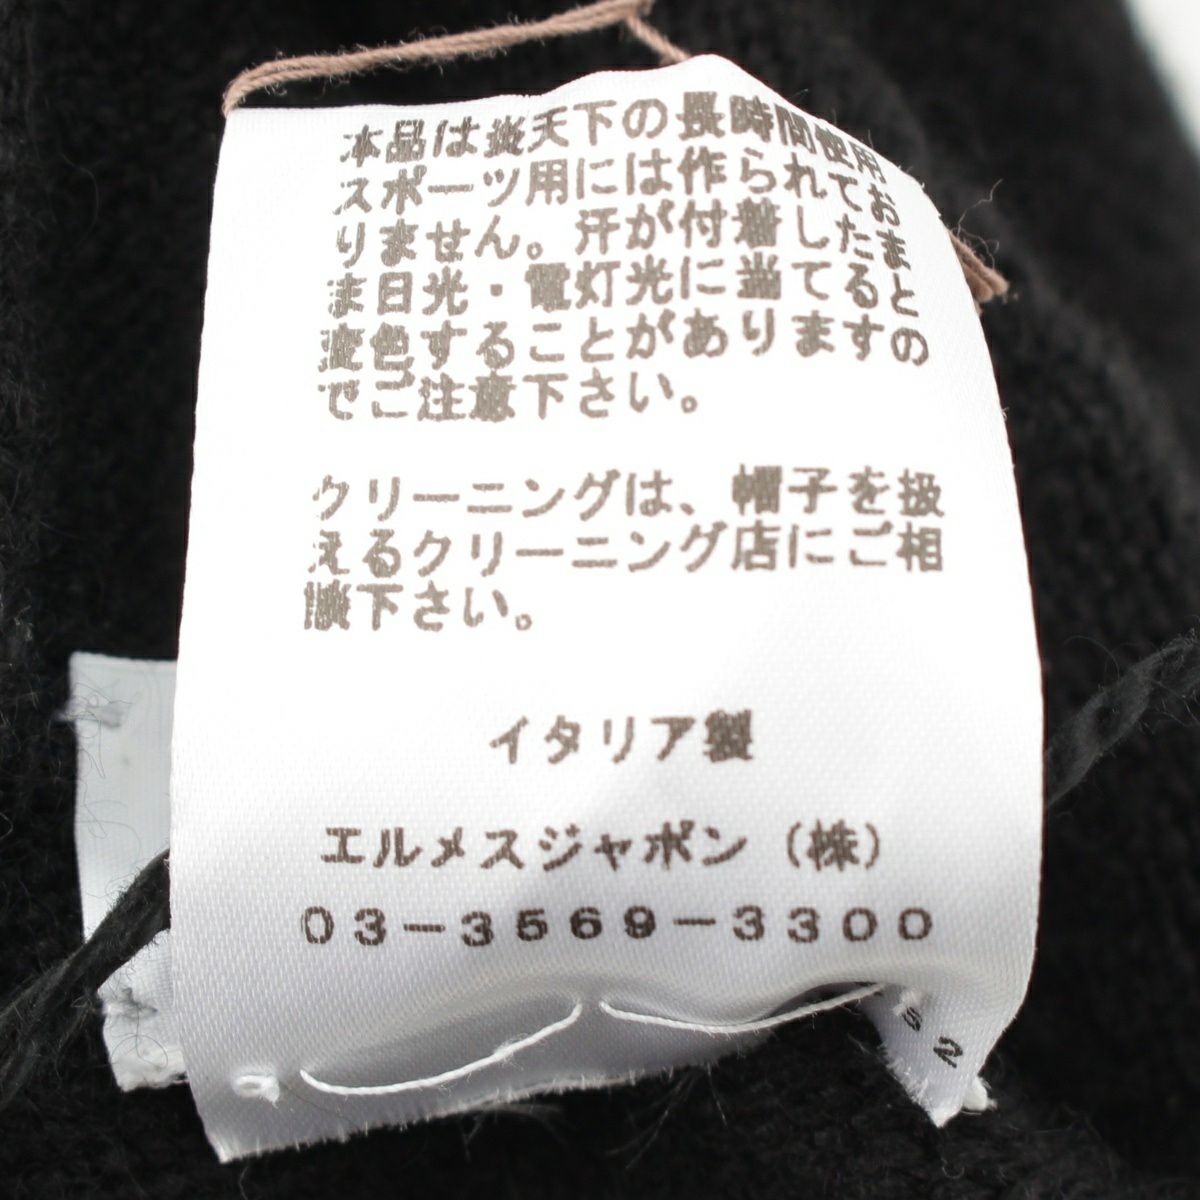 本品は炎天下の長時間使用
スポーツ用には作られてお
りません。汗が付着したま
ま日光・電灯光に当てると
変色することがありますの
でご注意下さい。
クリーニングは、帽子を扱
えるクリーニング店にご相
談下さい。
イタリア製
エルメスジャポン（株）
０３－３５６９－３３００